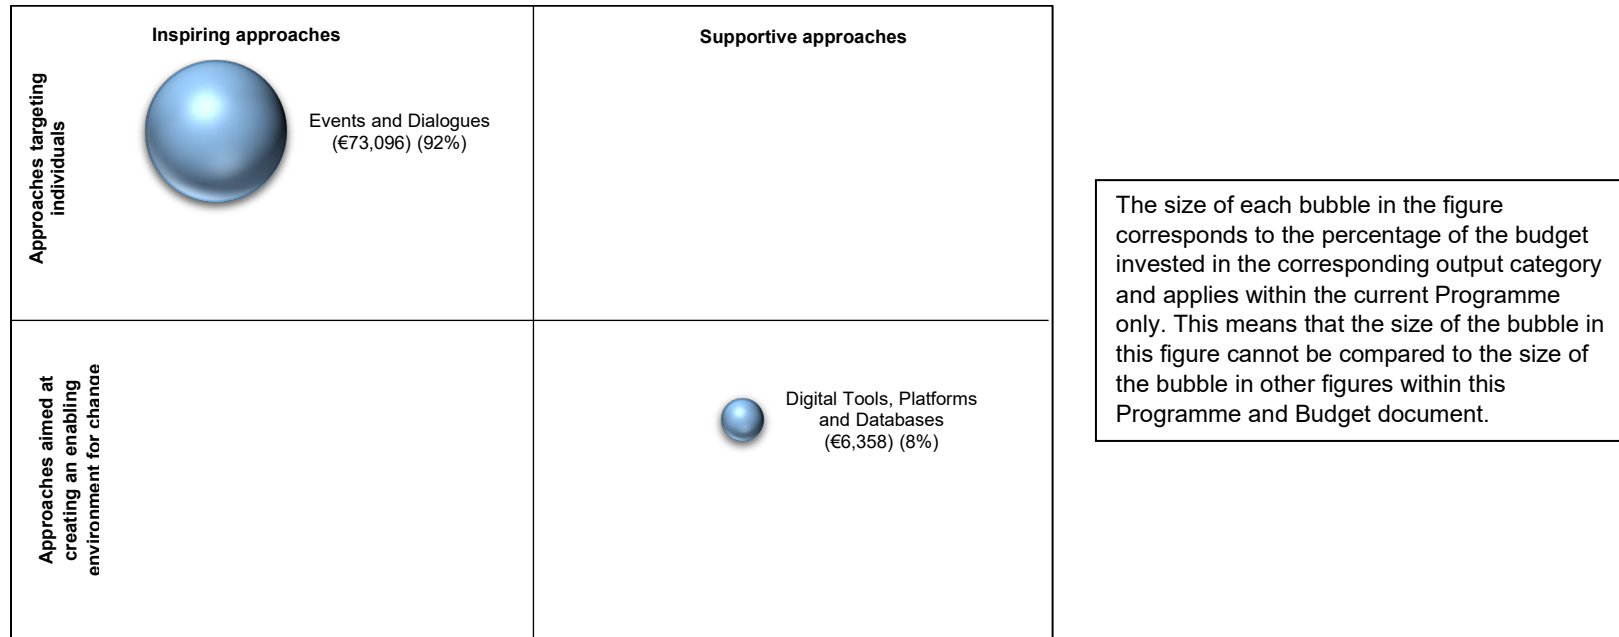 Inspiring approaches
Supportive approaches
Approaches targeting
individuals
Events and Dialogues
(€73,096) (92%)
Approaches aimed at
creating an enabling
environment for change
Digital Tools, Platforms
and Databases
(€6,358) (8%)
The size of each bubble in the figure
corresponds to the percentage of the budget
invested in the corresponding output category
and applies within the current Programme
only. This means that the size of the bubble in
this figure cannot be compared to the size of
the bubble in other figures within this
Programme and Budget document.